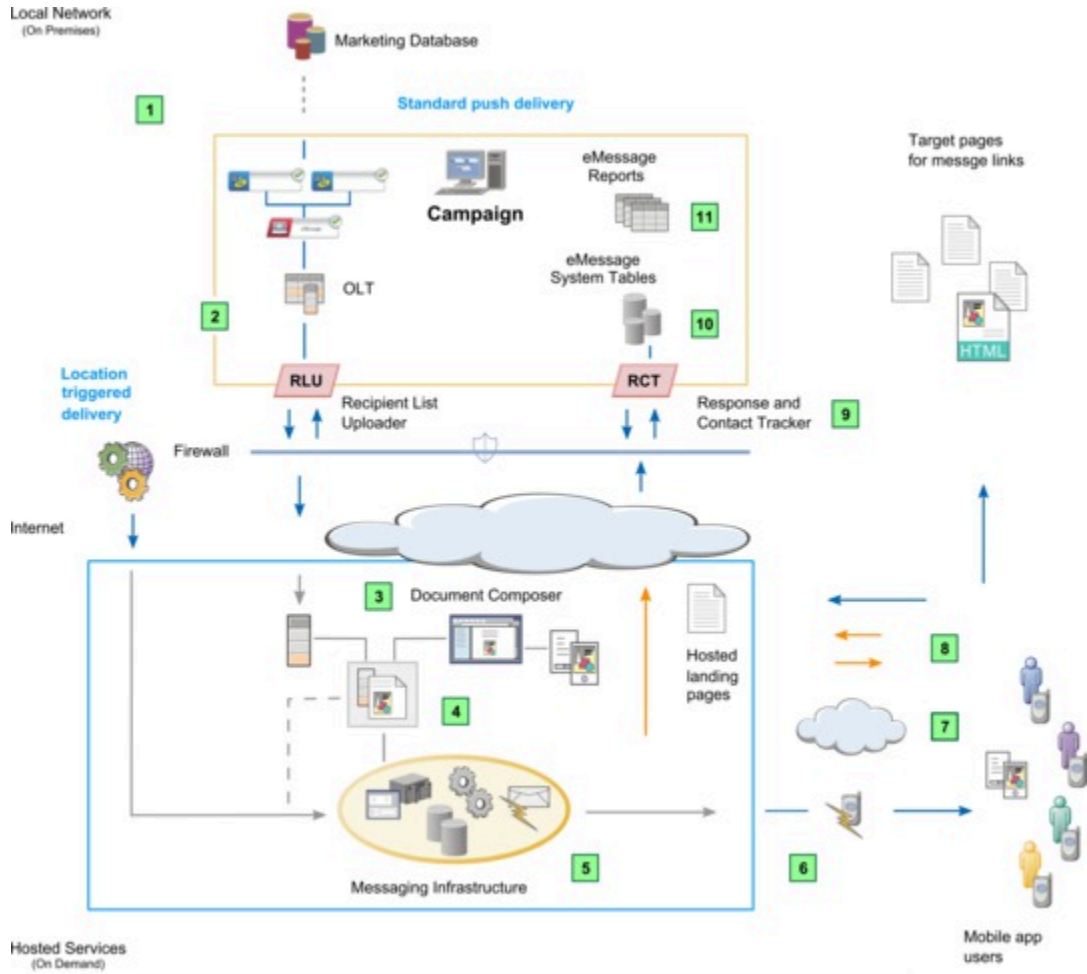 Local Network
(On Premises)
Marketing Database
1
Standard push delivery
Target pages
for messge links
eMessage
Reports
Campaign
11
eMessage
System Tables
OLT
2
10
HTML
Location
triggered
delivery
RLU
RCT
Recipient List
Uploader
Response and
Contact Tracker
9
Firewall
Internet
3
Document Composer
8
Hosted
landing
pages
4
7
5
6
Messaging Infrastructure
Mobile app
users
Hosted Services
(On Demand)